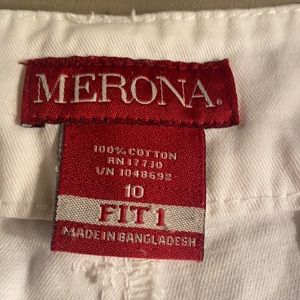 MERONA®
100% COTTON
RN 17730
VN 1048692
10
FIT 1
MADE IN BANGLADESH